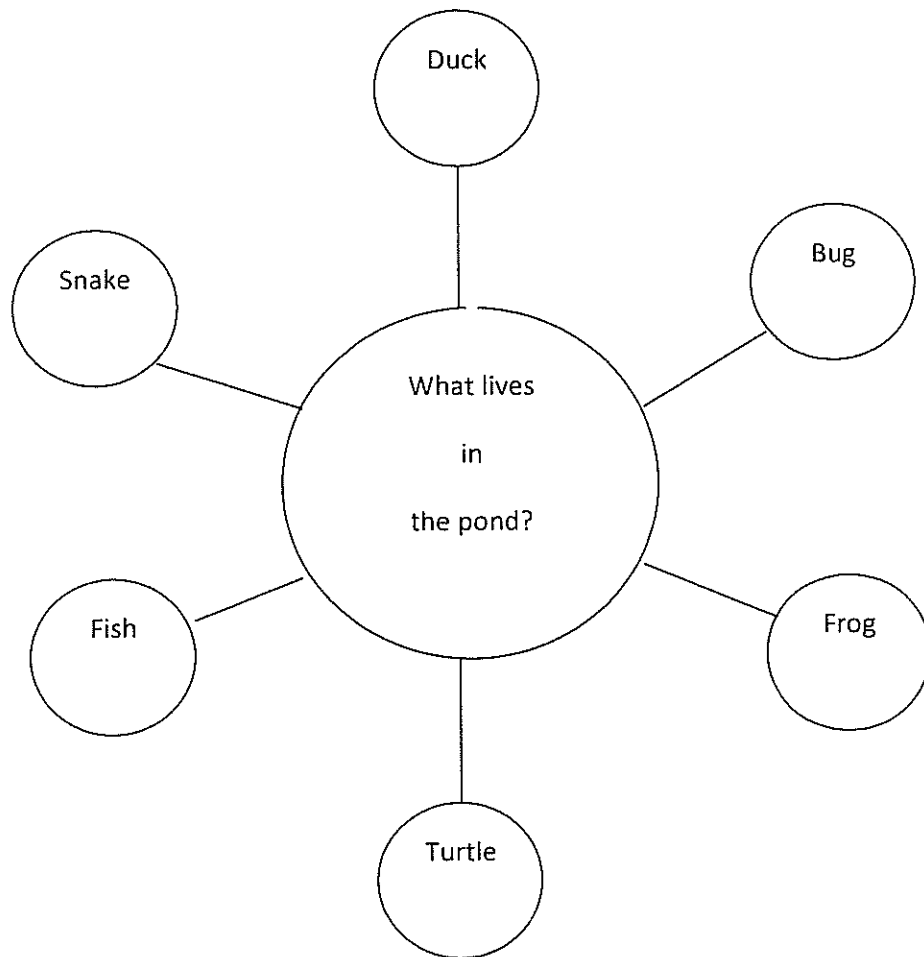 Duck
Snake
Bug
What lives
in
the pond?
Fish
Frog
Turtle